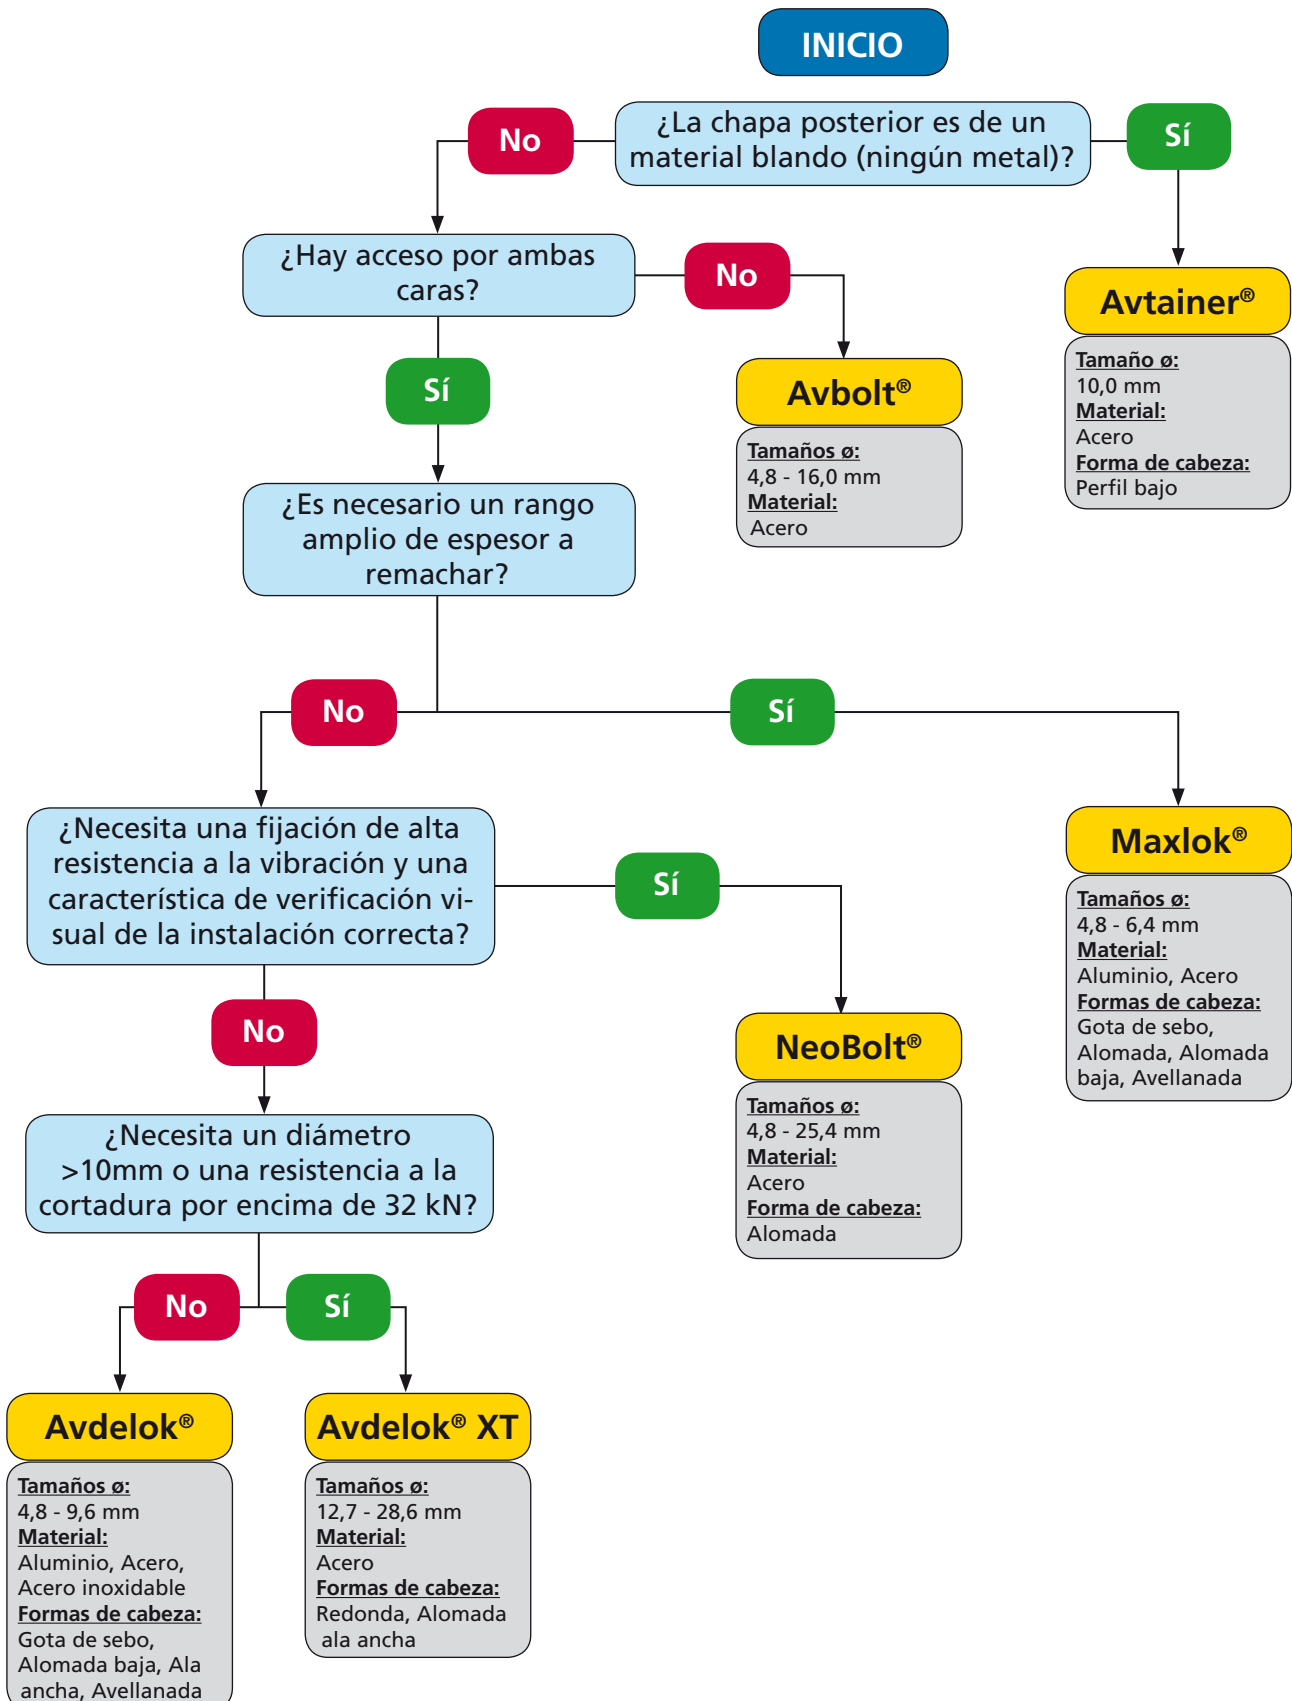 INICIO
¿La chapa posterior es de un
material blando (ningún metal)?
No
Sí
¿Hay acceso por ambas
caras?
No
Sí
Avtainer®
Tamaño ø:
10,0 mm
Material:
Acero
Forma de cabeza:
Perfil bajo
Avbolt®
Tamaños ø:
4,8 - 16,0 mm
Material:
Acero
¿Es necesario un rango
amplio de espesor a
remachar?
No
Sí
¿Necesita una fijación de alta
resistencia a la vibración y una
característica de verificación vi-
sual de la instalación correcta?
Sí
No
Maxlok®
Tamaños ø:
4,8 - 6,4 mm
Material:
Aluminio, Acero
Formas de cabeza:
Gota de sebo,
Alomada, Alomada
baja, Avellanada
NeoBolt®
Tamaños ø:
4,8 - 25,4 mm
Material:
Acero
Forma de cabeza:
Alomada
¿Necesita un diámetro
>10mm o una resistencia a la
cortadura por encima de 32 kN?
No
Sí
Avdelok®
Tamaños ø:
4,8 - 9,6 mm
Material:
Aluminio, Acero,
Acero inoxidable
Formas de cabeza:
Gota de sebo,
Alomada baja, Ala
ancha, Avellanada
Avdelok® XT
Tamaños ø:
12,7 - 28,6 mm
Material:
Acero
Formas de cabeza:
Redonda, Alomada
ala ancha